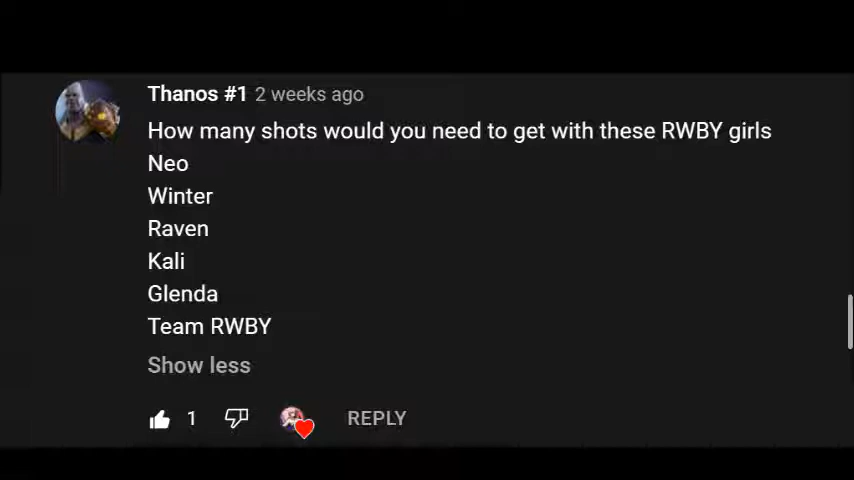 Thanos #1 2 weeks ago
How many shots would you need to get with these RWBY girls
Neo
Winter
Raven
Kali
Glenda
Team RWBY
Show less
1 REPLY